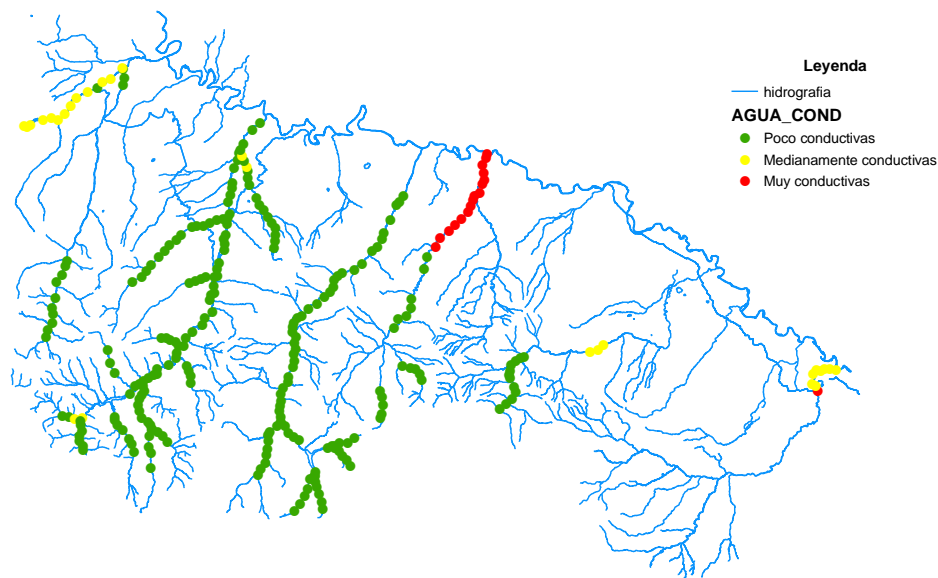 Leyenda
hidrografia
AGUA_COND
Poco conductivas
Medianamente conductivas
Muy conductivas